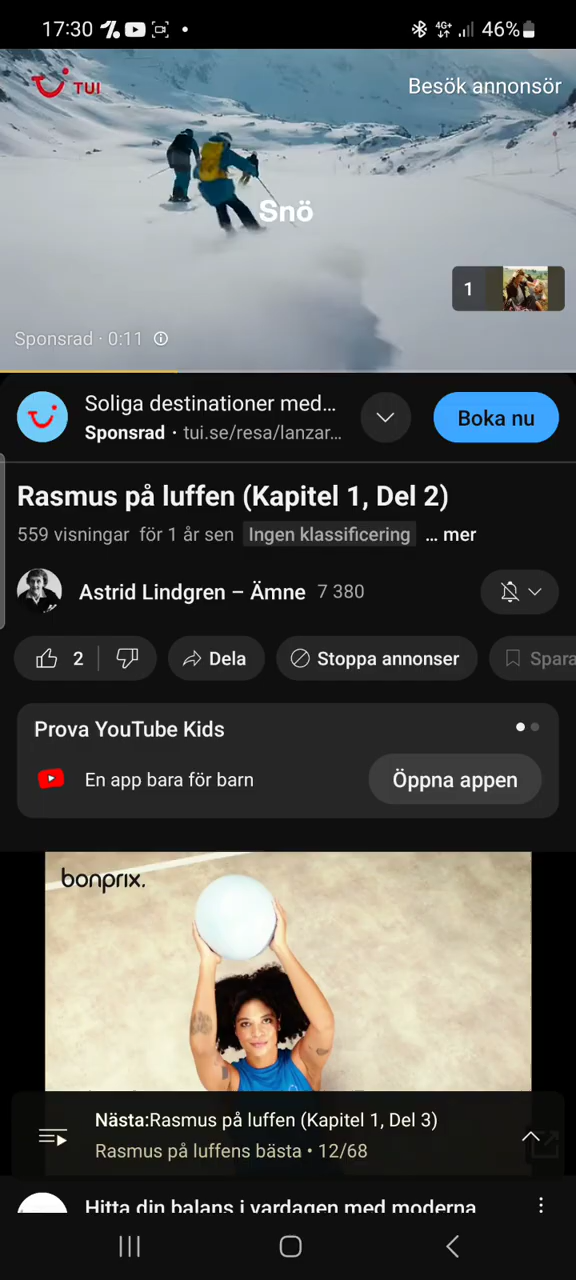 17:30 4G+ 46%
TUI Besök annonsör
Snö
1
Sponsrad · 0:11
Soliga destinationer med... Boka nu
Sponsrad · tui.se/resa/lanzar...
Rasmus på luffen (Kapitel 1, Del 2)
559 visningar för 1 år sen Ingen klassificering ... mer
Astrid Lindgren – Ämne 7 380
2 Dela Stoppa annonser Spara
Prova YouTube Kids
En app bara för barn Öppna appen
bonprix.
Nästa:Rasmus på luffen (Kapitel 1, Del 3)
Rasmus på luffens bästa • 12/68
Hitta din balans i vardagen med moderna